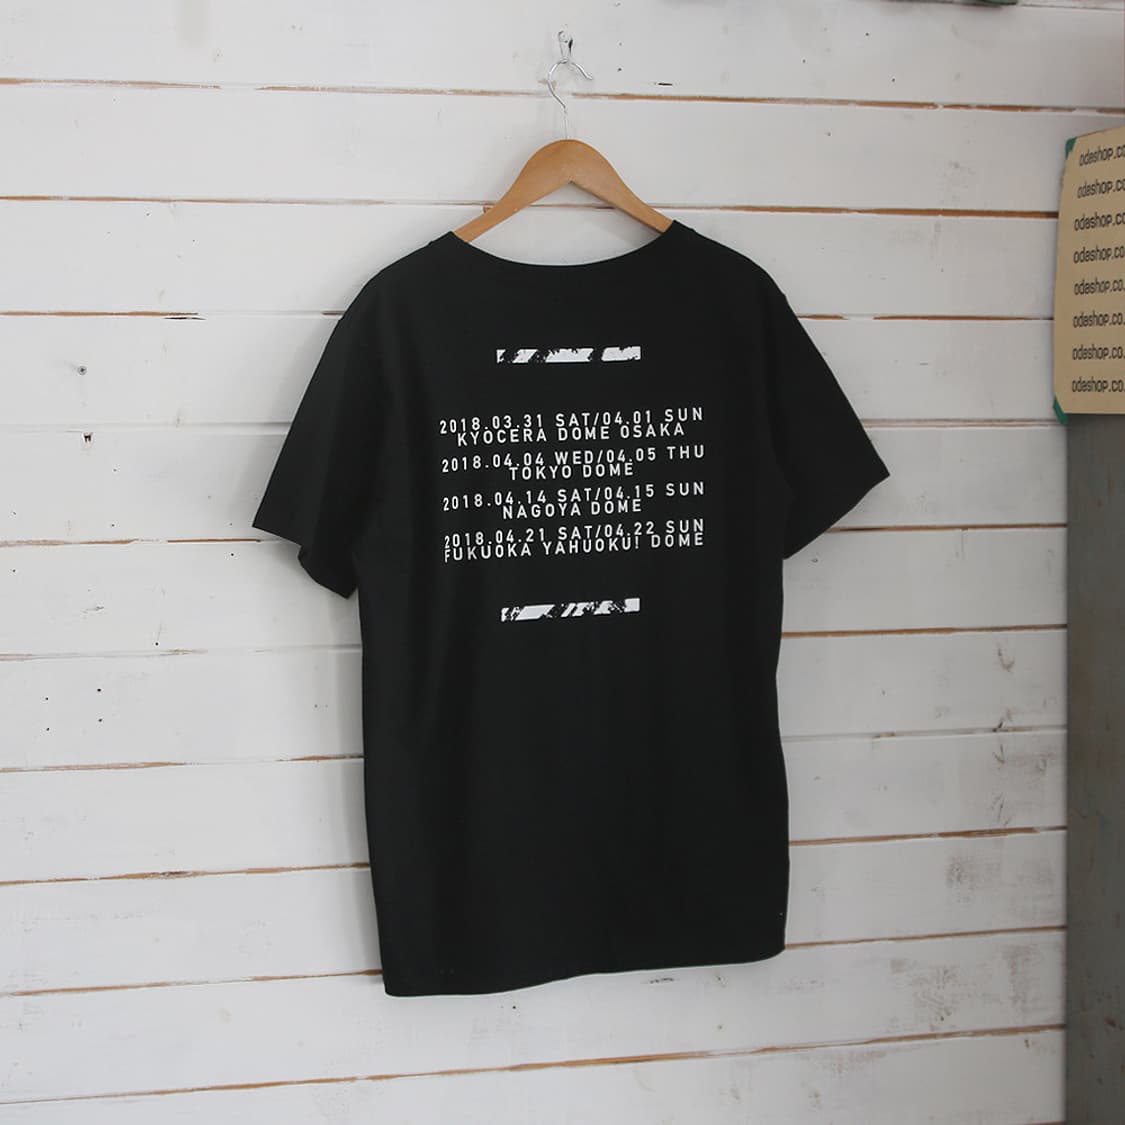 2018.03.31 SAT/04.01 SUN
KYOCERA DOME OSAKA
2018.04.04 WED/04.05 THU
TOKYO DOME
2018.04.14 SAT/04.15 SUN
NAGOYA DOME
2018.04.21 SAT/04.22 SUN
FUKUOKA YAHUOKU! DOME
odeshop.co
odeshop.co
odeshop.co
odeshop.co
odeshop.co.
odeshop.co.
odeshop.co.
odeshop.co.